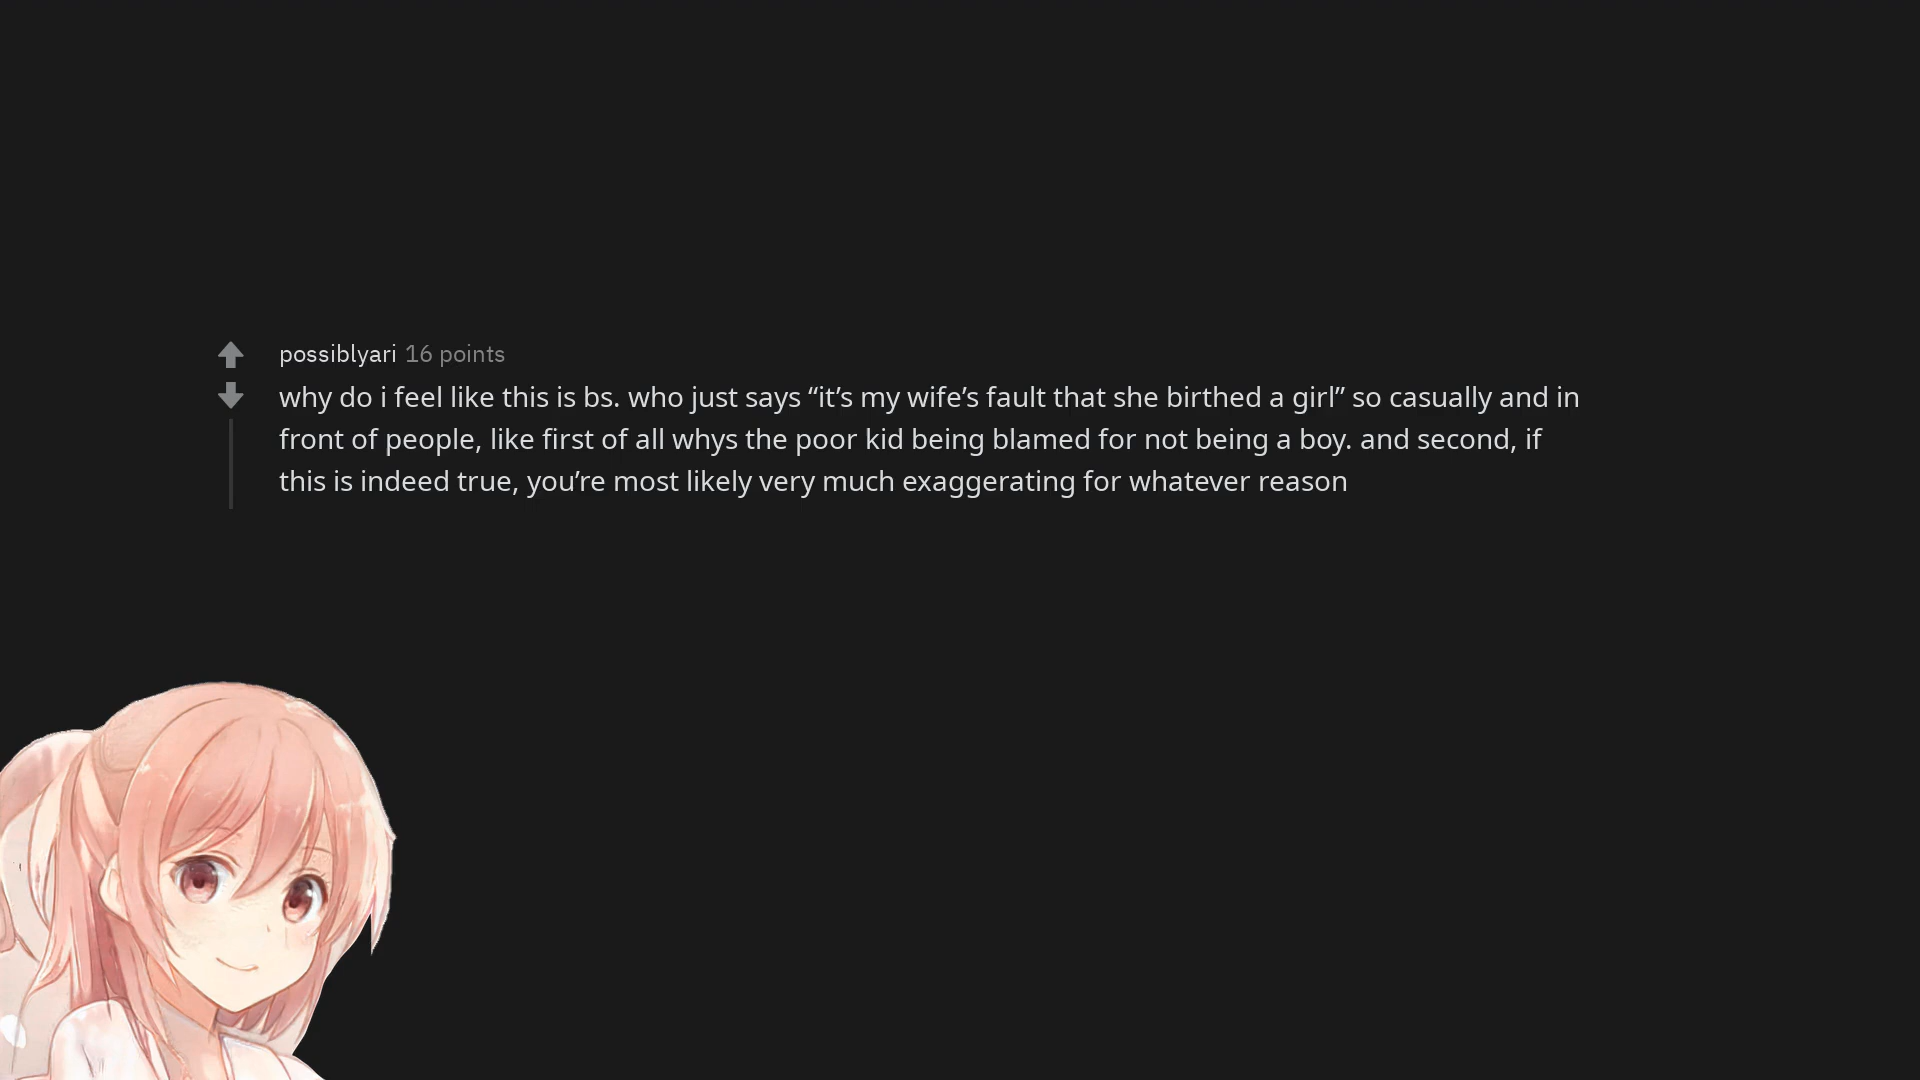 possiblyari 16 points
why do i feel like this is bs. who just says “it’s my wife’s fault that she birthed a girl” so casually and in
front of people, like first of all whys the poor kid being blamed for not being a boy. and second, if
this is indeed true, you’re most likely very much exaggerating for whatever reason